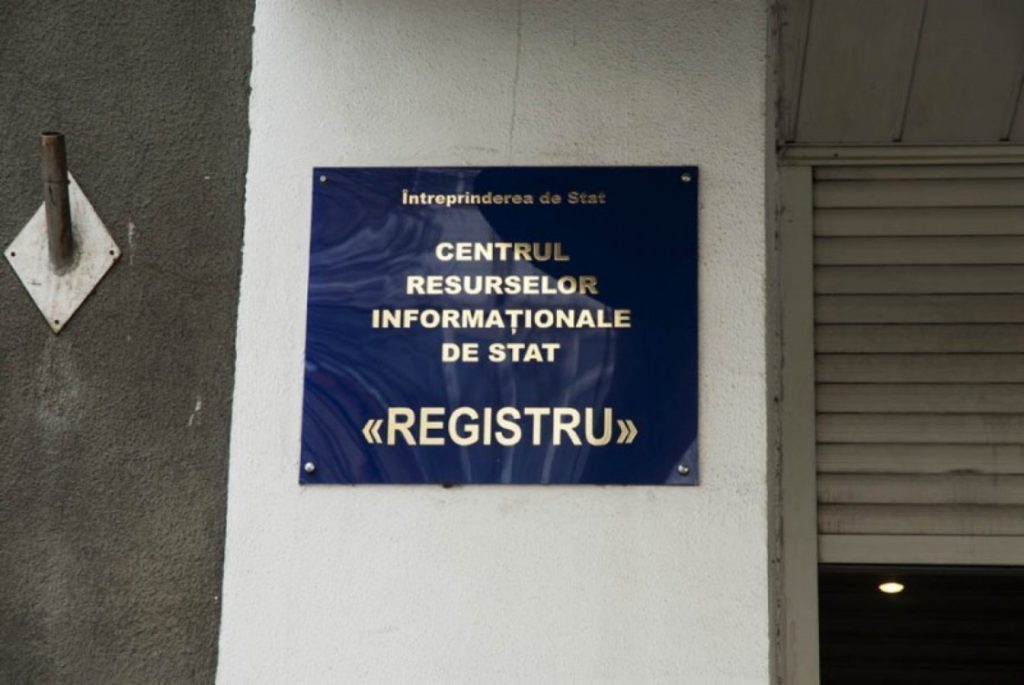 Întreprinderea de Stat
CENTRUL
RESURSELOR
INFORMAȚIONALE
DE STAT
«REGISTRU»